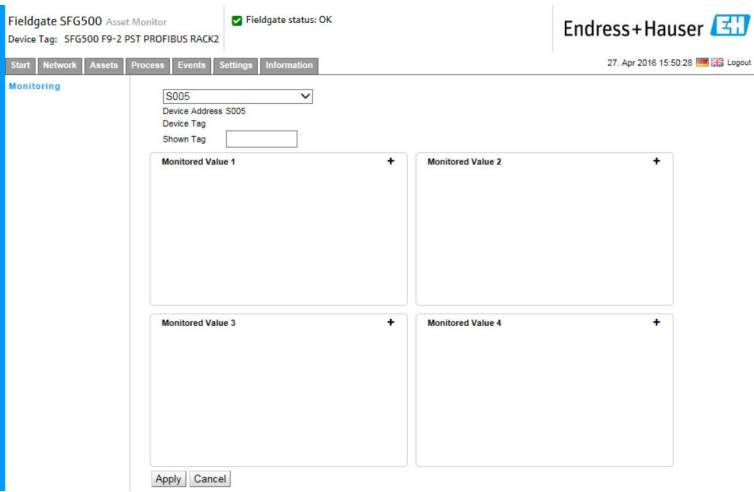 Fieldgate SFG500 Asset Monitor
Fieldgate status: OK
Device Tag: SFG500 F9-2 PST PROFIBUS RACK2
Endress+Hauser EH
Start Network Assets Process Events Settings Information
27. Apr 2016 15:50:28 Logout
Monitoring
S005
Device Address S005
Device Tag
Shown Tag
Monitored Value 1 +
Monitored Value 2 +
Monitored Value 3 +
Monitored Value 4 +
Apply Cancel